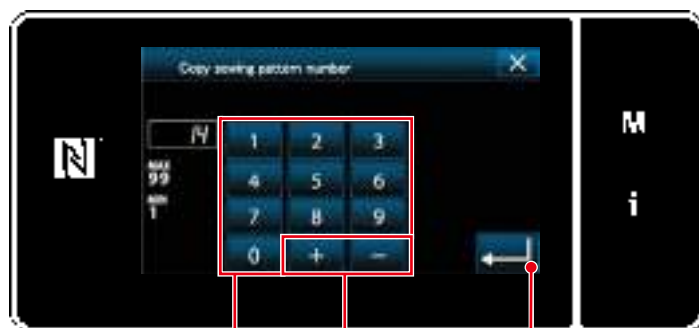 Copy sewing pattern number
14
MAX
99
MIN
1
1 2 3
4 5 6
7 8 9
0 + −
M
i